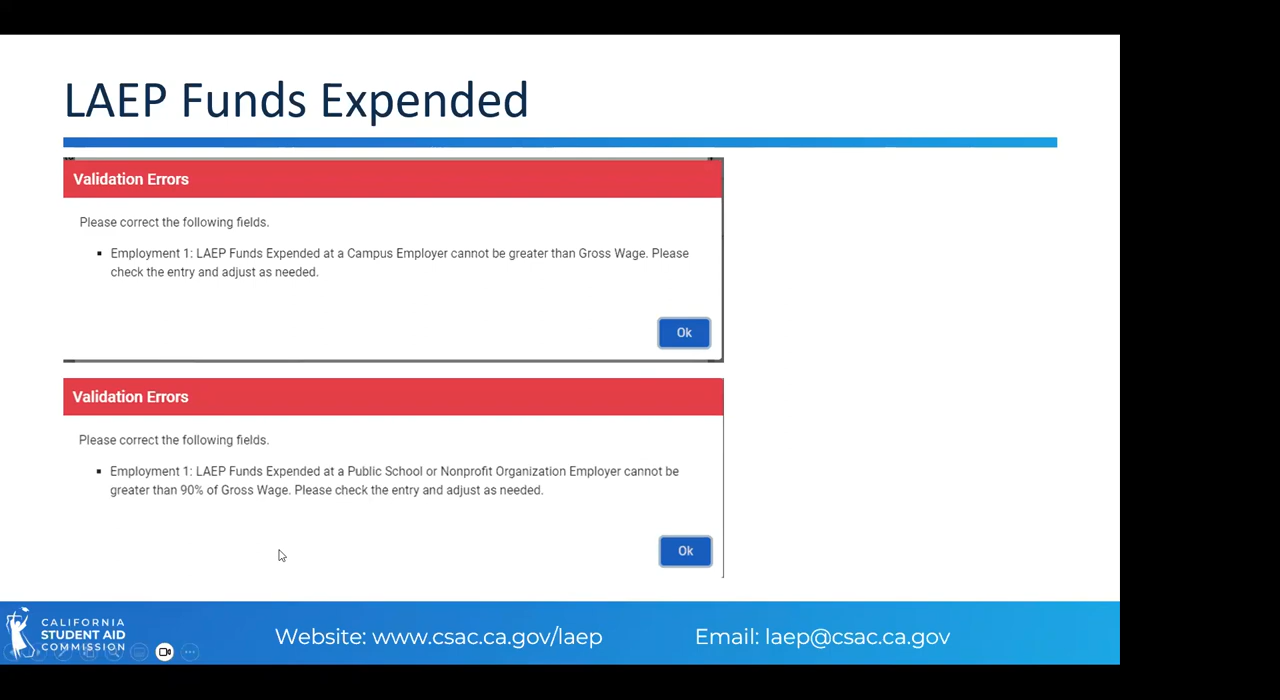 LAEP Funds Expended
Validation Errors
Please correct the following fields.
▪ Employment 1: LAEP Funds Expended at a Campus Employer cannot be greater than Gross Wage. Please
check the entry and adjust as needed.
Ok
Validation Errors
Please correct the following fields.
▪ Employment 1: LAEP Funds Expended at a Public School or Nonprofit Organization Employer cannot be
greater than 90% of Gross Wage. Please check the entry and adjust as needed.
Ok
CALIFORNIA
STUDENT AID
COMMISSION
Website: www.csac.ca.gov/laep
Email: laep@csac.ca.gov